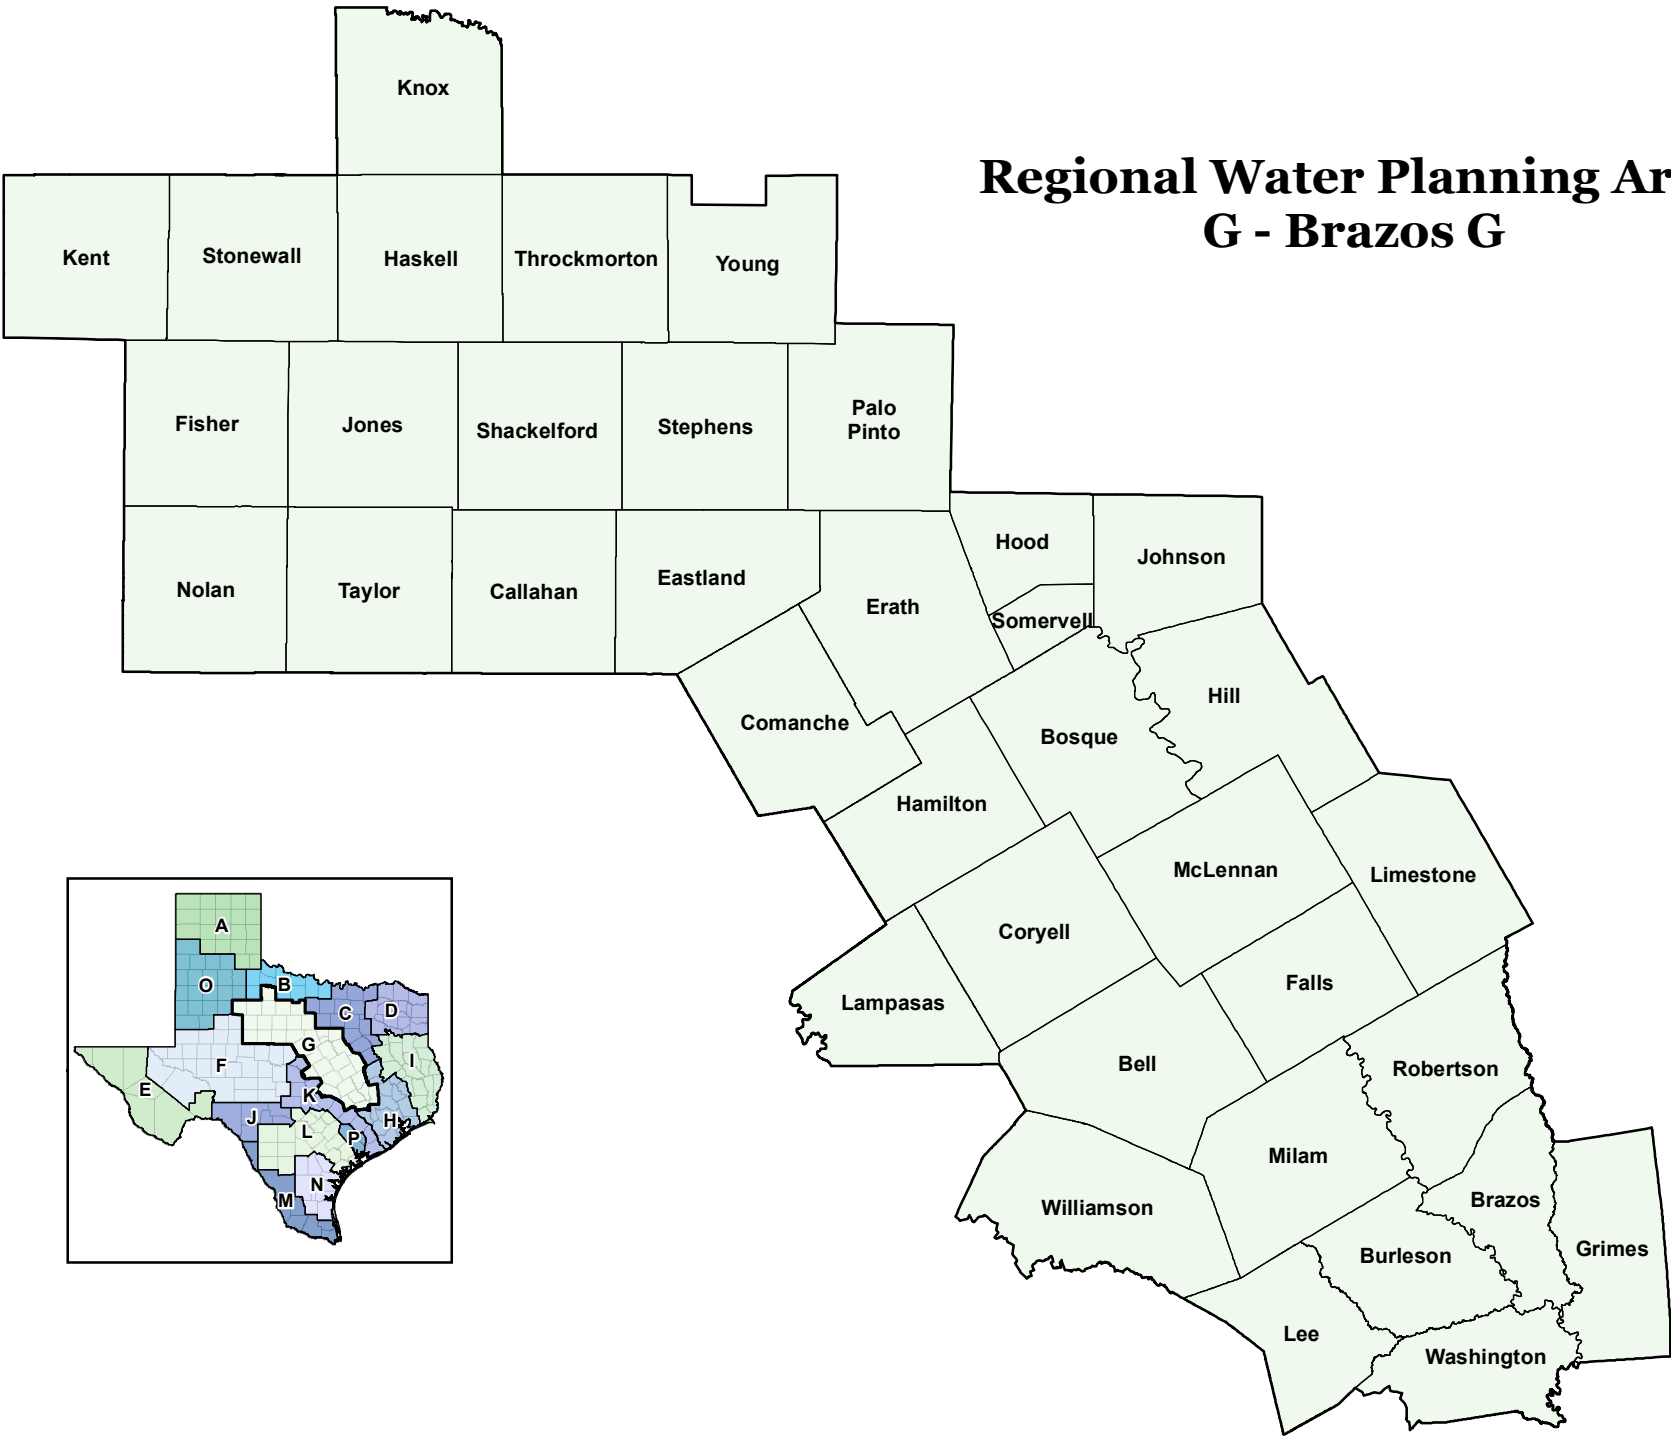 Regional Water Planning Ar
G - Brazos G
Knox
Kent
Stonewall
Haskell
Throckmorton
Young
Fisher
Jones
Shackelford
Stephens
Palo
Pinto
Nolan
Taylor
Callahan
Eastland
Erath
Hood
Johnson
Somervell
Comanche
Hamilton
Bosque
Hill
McLennan
Limestone
Coryell
Lampasas
Falls
Bell
Robertson
Milam
Williamson
Brazos
Burleson
Grimes
Lee
Washington
A
O
B
C
D
G
I
F
E
K
J
H
L
P
N
M